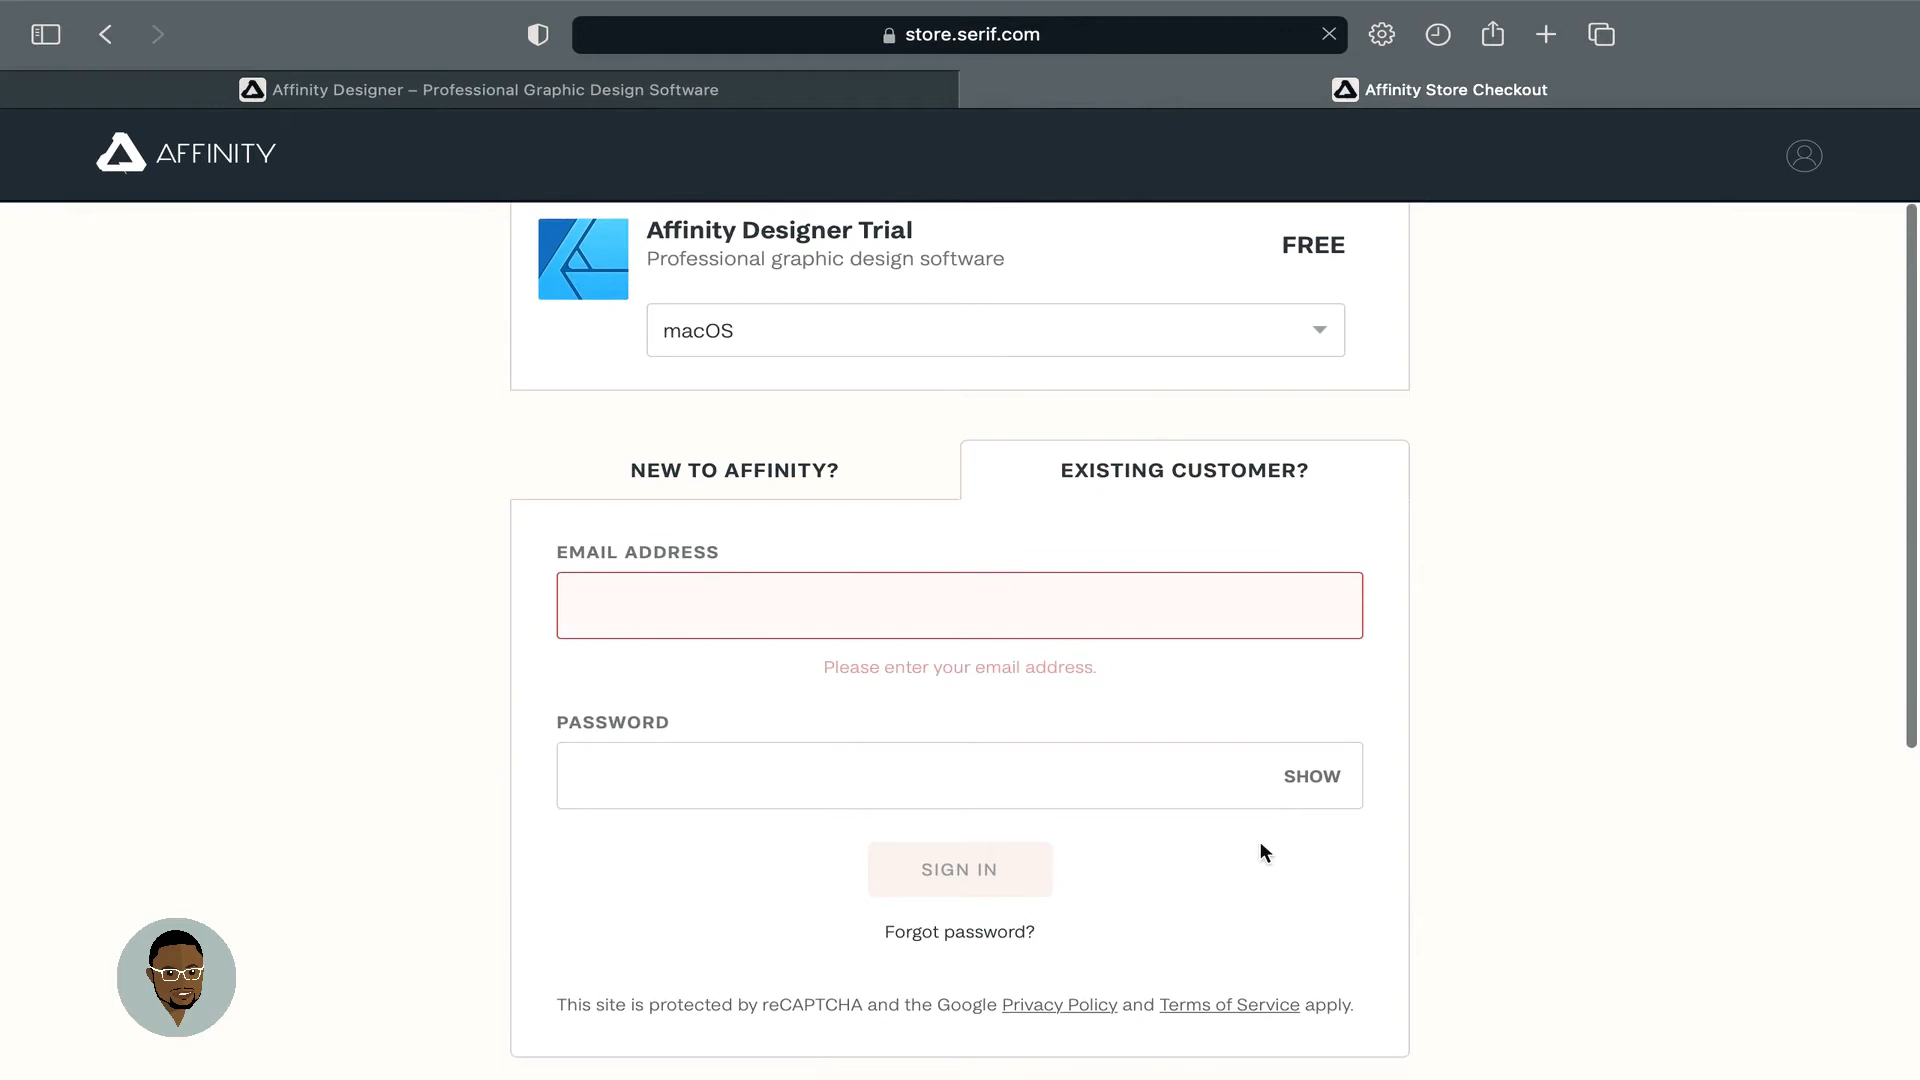 store.serif.com
Affinity Designer – Professional Graphic Design Software
Affinity Store Checkout
AFFINITY
Affinity Designer Trial
Professional graphic design software
FREE
macOS
NEW TO AFFINITY?
EXISTING CUSTOMER?
EMAIL ADDRESS
Please enter your email address.
PASSWORD
SHOW
SIGN IN
Forgot password?
This site is protected by reCAPTCHA and the Google Privacy Policy and Terms of Service apply.